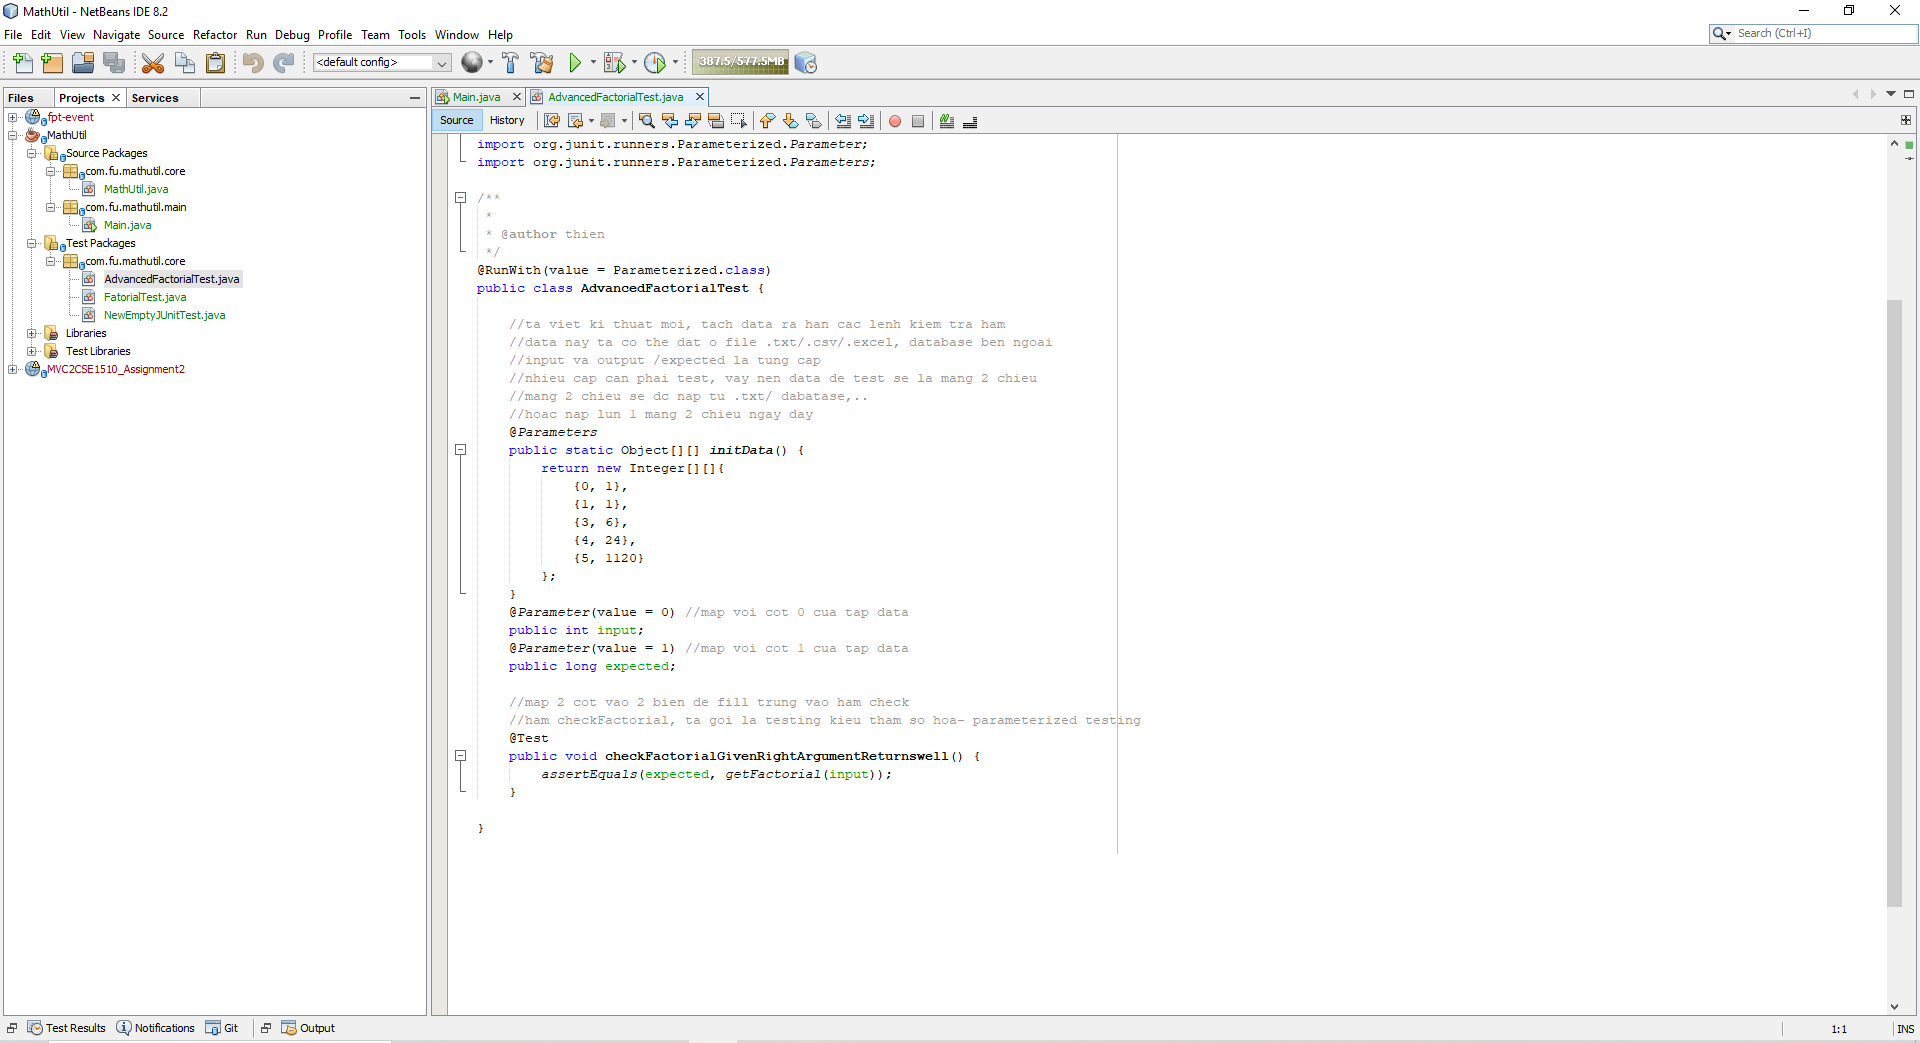 MathUtil - NetBeans IDE 8.2
File Edit View Navigate Source Refactor Run Debug Profile Team Tools Window Help
Search (Ctrl+I)
<default config>
387.5/577.5MB
Files Projects Services
Main.java AdvancedFactorialTest.java
Source History
fpt-event
MathUtil
Source Packages
com.fu.mathutil.core
MathUtil.java
com.fu.mathutil.main
Main.java
Test Packages
com.fu.mathutil.core
AdvancedFactorialTest.java
FatorialTest.java
NewEmptyJUnitTest.java
Libraries
Test Libraries
MVC2CSE1510_Assignment2
import org.junit.runners.Parameterized.Parameter;
import org.junit.runners.Parameterized.Parameters;
/**
*
* @author thien
*/
@RunWith(value = Parameterized.class)
public class AdvancedFactorialTest {
//ta viet ki thuat moi, tach data ra han cac lenh kiem tra ham
//data nay ta co the dat o file .txt/.csv/.excel, database ben ngoai
//input va output /expected la tung cap
//nhieu cap can phai test, vay nen data de test se la mang 2 chieu
//mang 2 chieu se dc nap tu .txt/ dabatase,..
//hoac nap lun 1 mang 2 chieu ngay day
@Parameters
public static Object[][] initData() {
return new Integer[][]{
{0, 1},
{1, 1},
{3, 6},
{4, 24},
{5, 1120}
};
}
@Parameter(value = 0) //map voi cot 0 cua tap data
public int input;
@Parameter(value = 1) //map voi cot 1 cua tap data
public long expected;
//map 2 cot vao 2 bien de fill trung vao ham check
//ham checkFactorial, ta goi la testing kieu tham so hoa- parameterized testing
@Test
public void checkFactorialGivenRightArgumentReturnswell() {
assertEquals(expected, getFactorial(input));
}
}
Test Results Notifications Git Output
1:1 INS